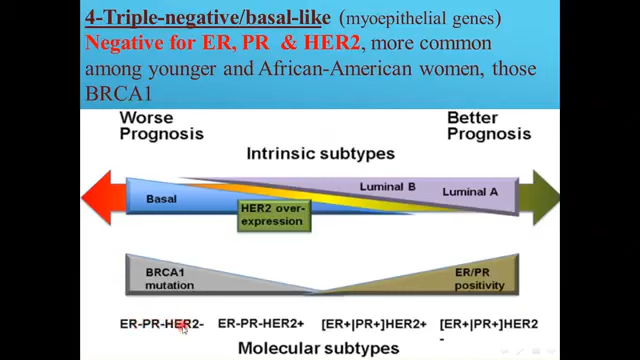 4-Triple-negative/basal-like (myoepithelial genes)
Negative for ER, PR & HER2, more common
among younger and African-American women, those
BRCA1
Worse
Prognosis
Better
Prognosis
Intrinsic subtypes
Basal
HER2 over-
expression
Luminal B
Luminal A
BRCA1
mutation
ER/PR
positivity
ER-PR-HER2- ER-PR-HER2+ [ER+|PR+]HER2+ [ER+|PR+]HER2
-
Molecular subtypes